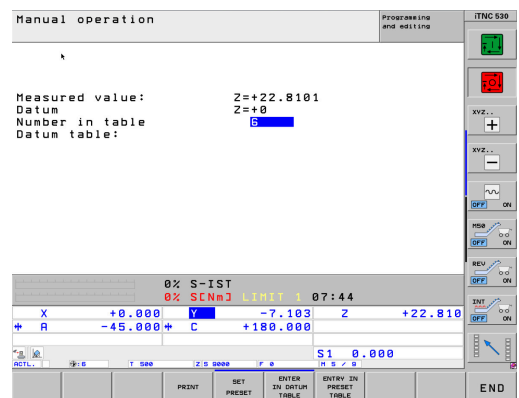 Manual operation
Programming
and editing
iTNC 530
Measured value: Z=+22.8101
Datum Z=+0
Number in table 6
Datum table:
XYZ..
+
XYZ..
−
OFF ON
MS0
OFF ON
REV
OFF ON
INT
OFF ON
0% S-IST
0% S[Nm] LIMIT 1 07:44
X +0.000 Y -7.103 Z +22.810
A -45.000 C +180.000
S1 0.000
ACTL. :6 T 500 Z S 9000 F 0 M 5 / 9
PRINT
SET
PRESET
ENTER
IN DATUM
TABLE
ENTRY IN
PRESET
TABLE
END